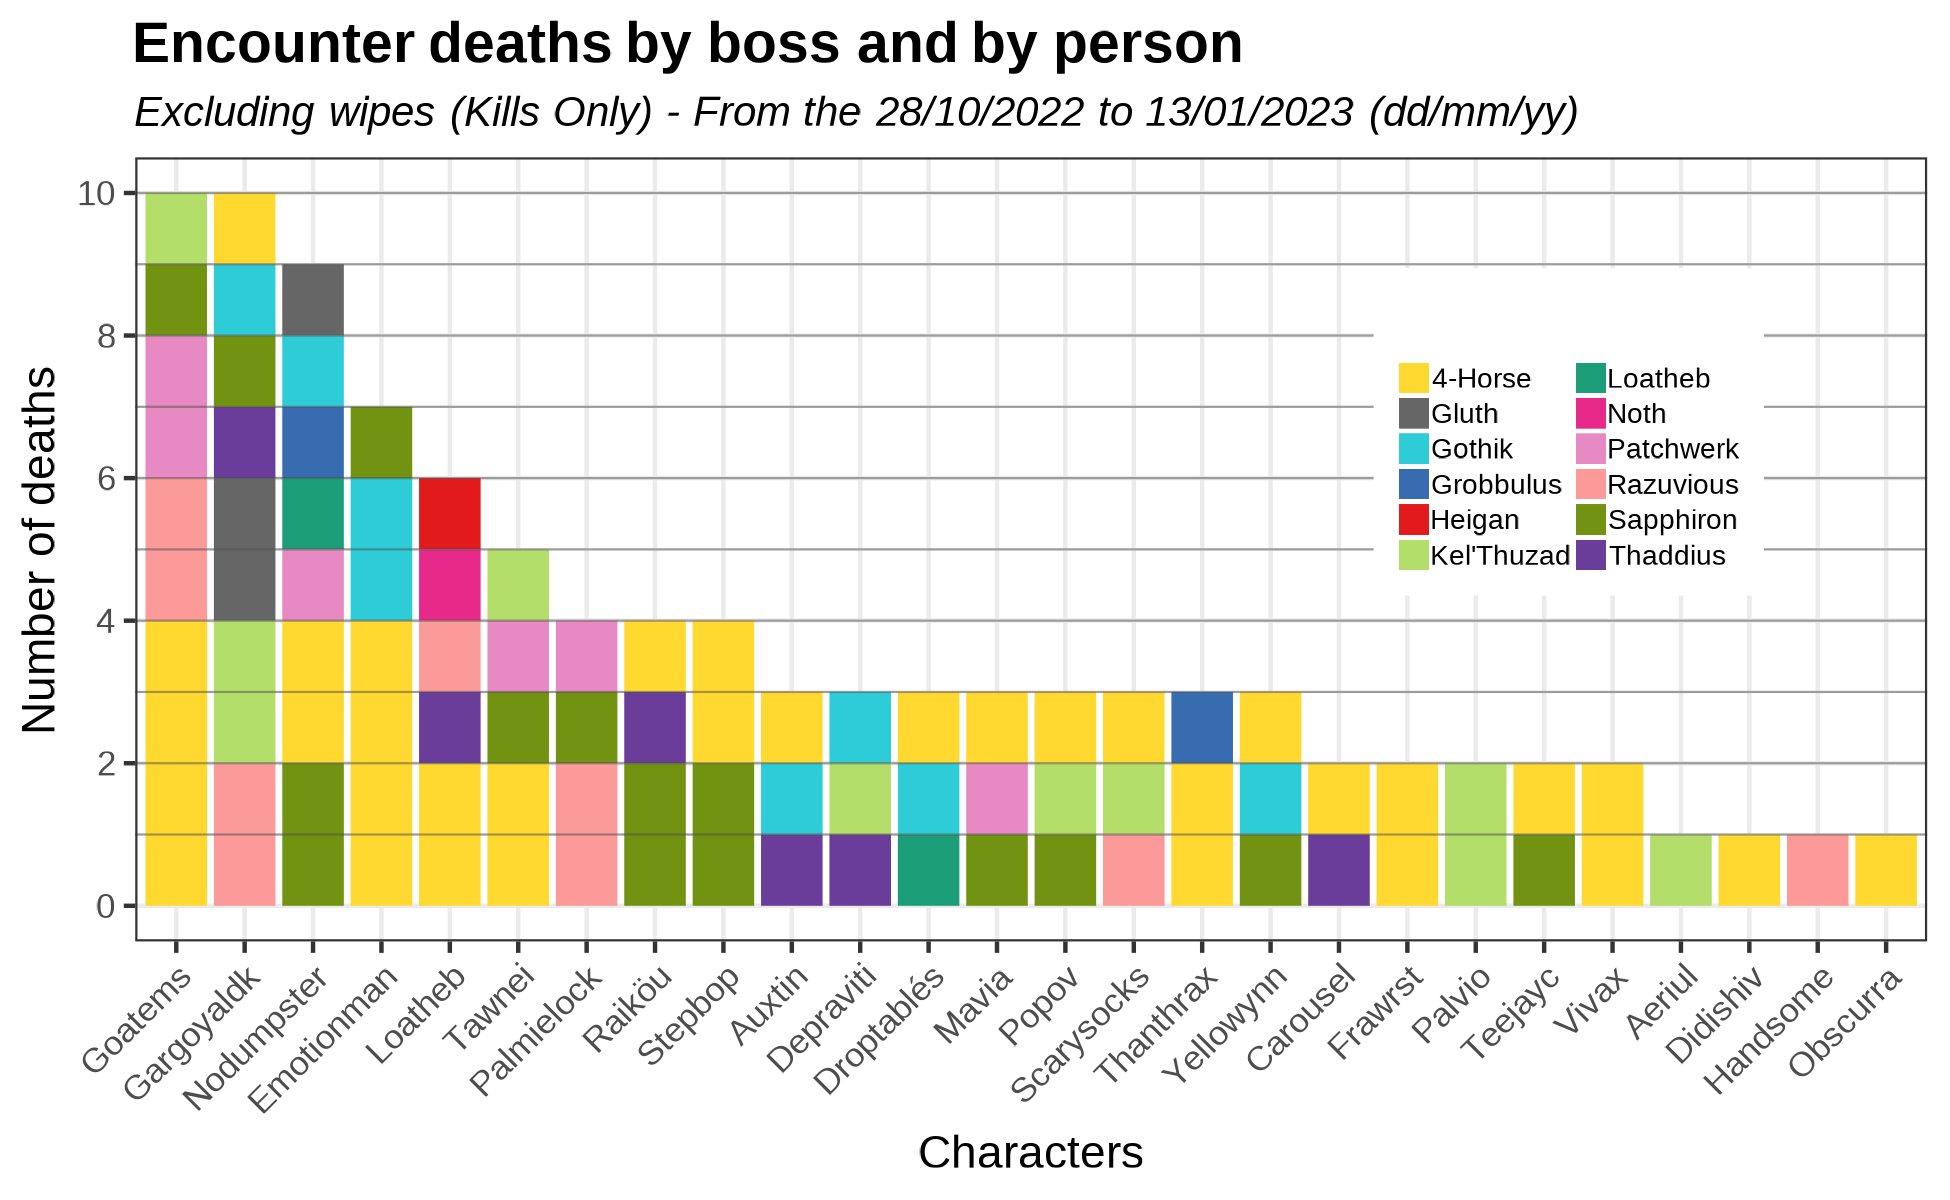 Encounter deaths by boss and by person
Excluding wipes (Kills Only) - From the 28/10/2022 to 13/01/2023 (dd/mm/yy)
Number of deaths
10
8
6
4
2
0
4-Horse
Gluth
Gothik
Grobbulus
Heigan
Kel'Thuzad
Loatheb
Noth
Patchwerk
Razuvious
Sapphiron
Thaddius
Goatems
Gargoyaldk
Nodumpster
Emotionman
Loatheb
Tawnei
Palmielock
Raiköu
Stepbop
Auxtin
Depraviti
Droptablés
Mavia
Popov
Scarysocks
Thanthrax
Yellowynn
Carousel
Frawrst
Palvio
Teejayc
Vivax
Aeriul
Didishiv
Handsome
Obscurra
Characters